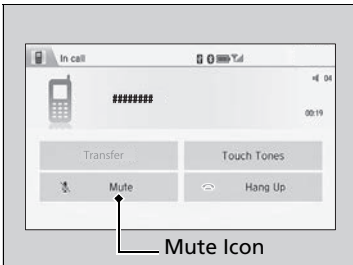 In call
04
########
00:19
Transfer
Touch Tones
Mute
Hang Up
Mute Icon